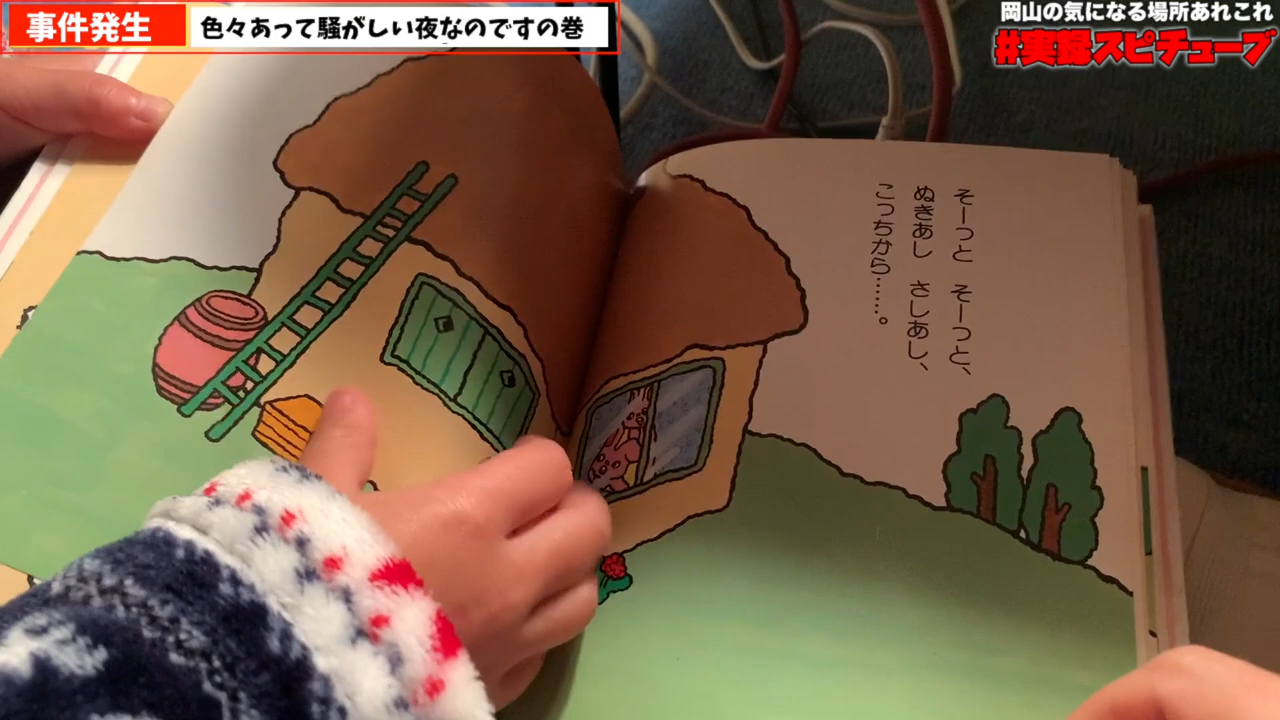 事件発生
色々あって騒がしい夜なのですの巻
岡山の気になる場所あれこれ
#実録スピチューブ
そーっと そーっと、
ぬきあし さしあし、
こっちから……。